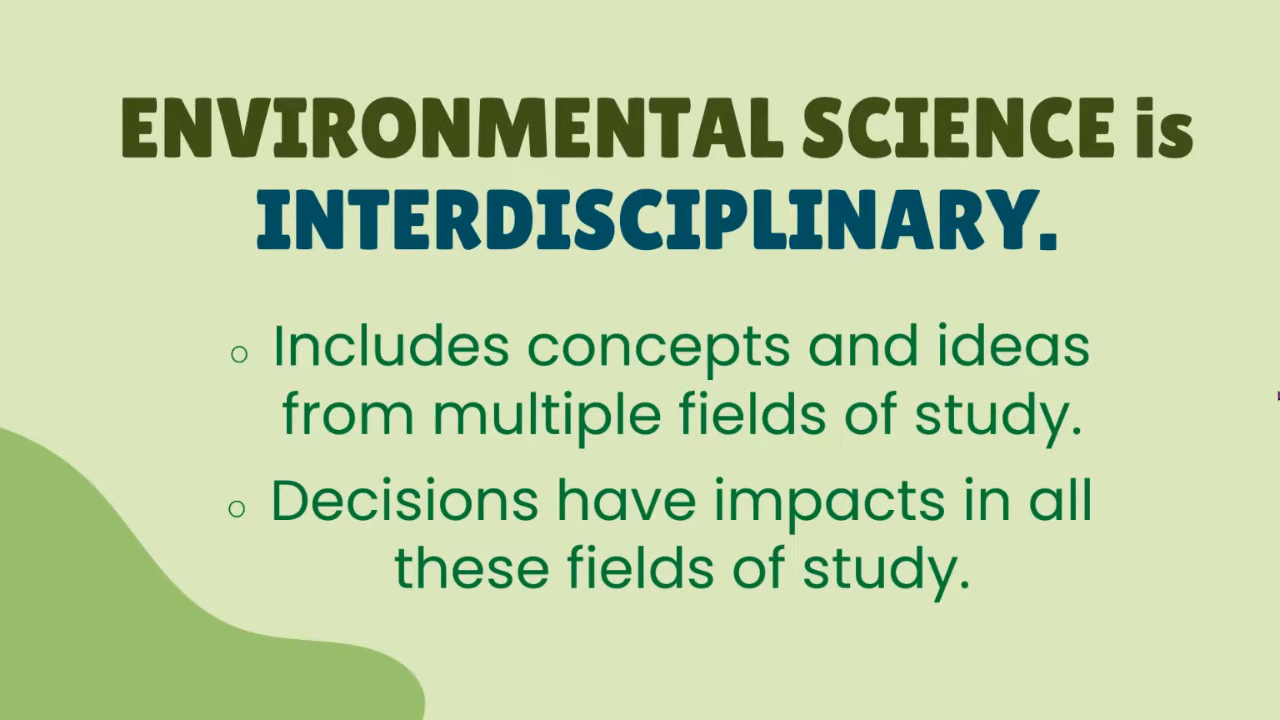 ENVIRONMENTAL SCIENCE is
INTERDISCIPLINARY.
Includes concepts and ideas
from multiple fields of study.
Decisions have impacts in all
these fields of study.